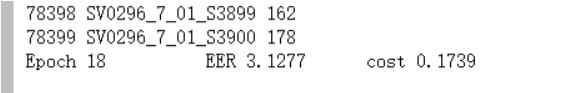 78398 SV0296_7_01_S3899 162
78399 SV0296_7_01_S3900 178
Epoch 18 EER 3.1277 cost 0.1739